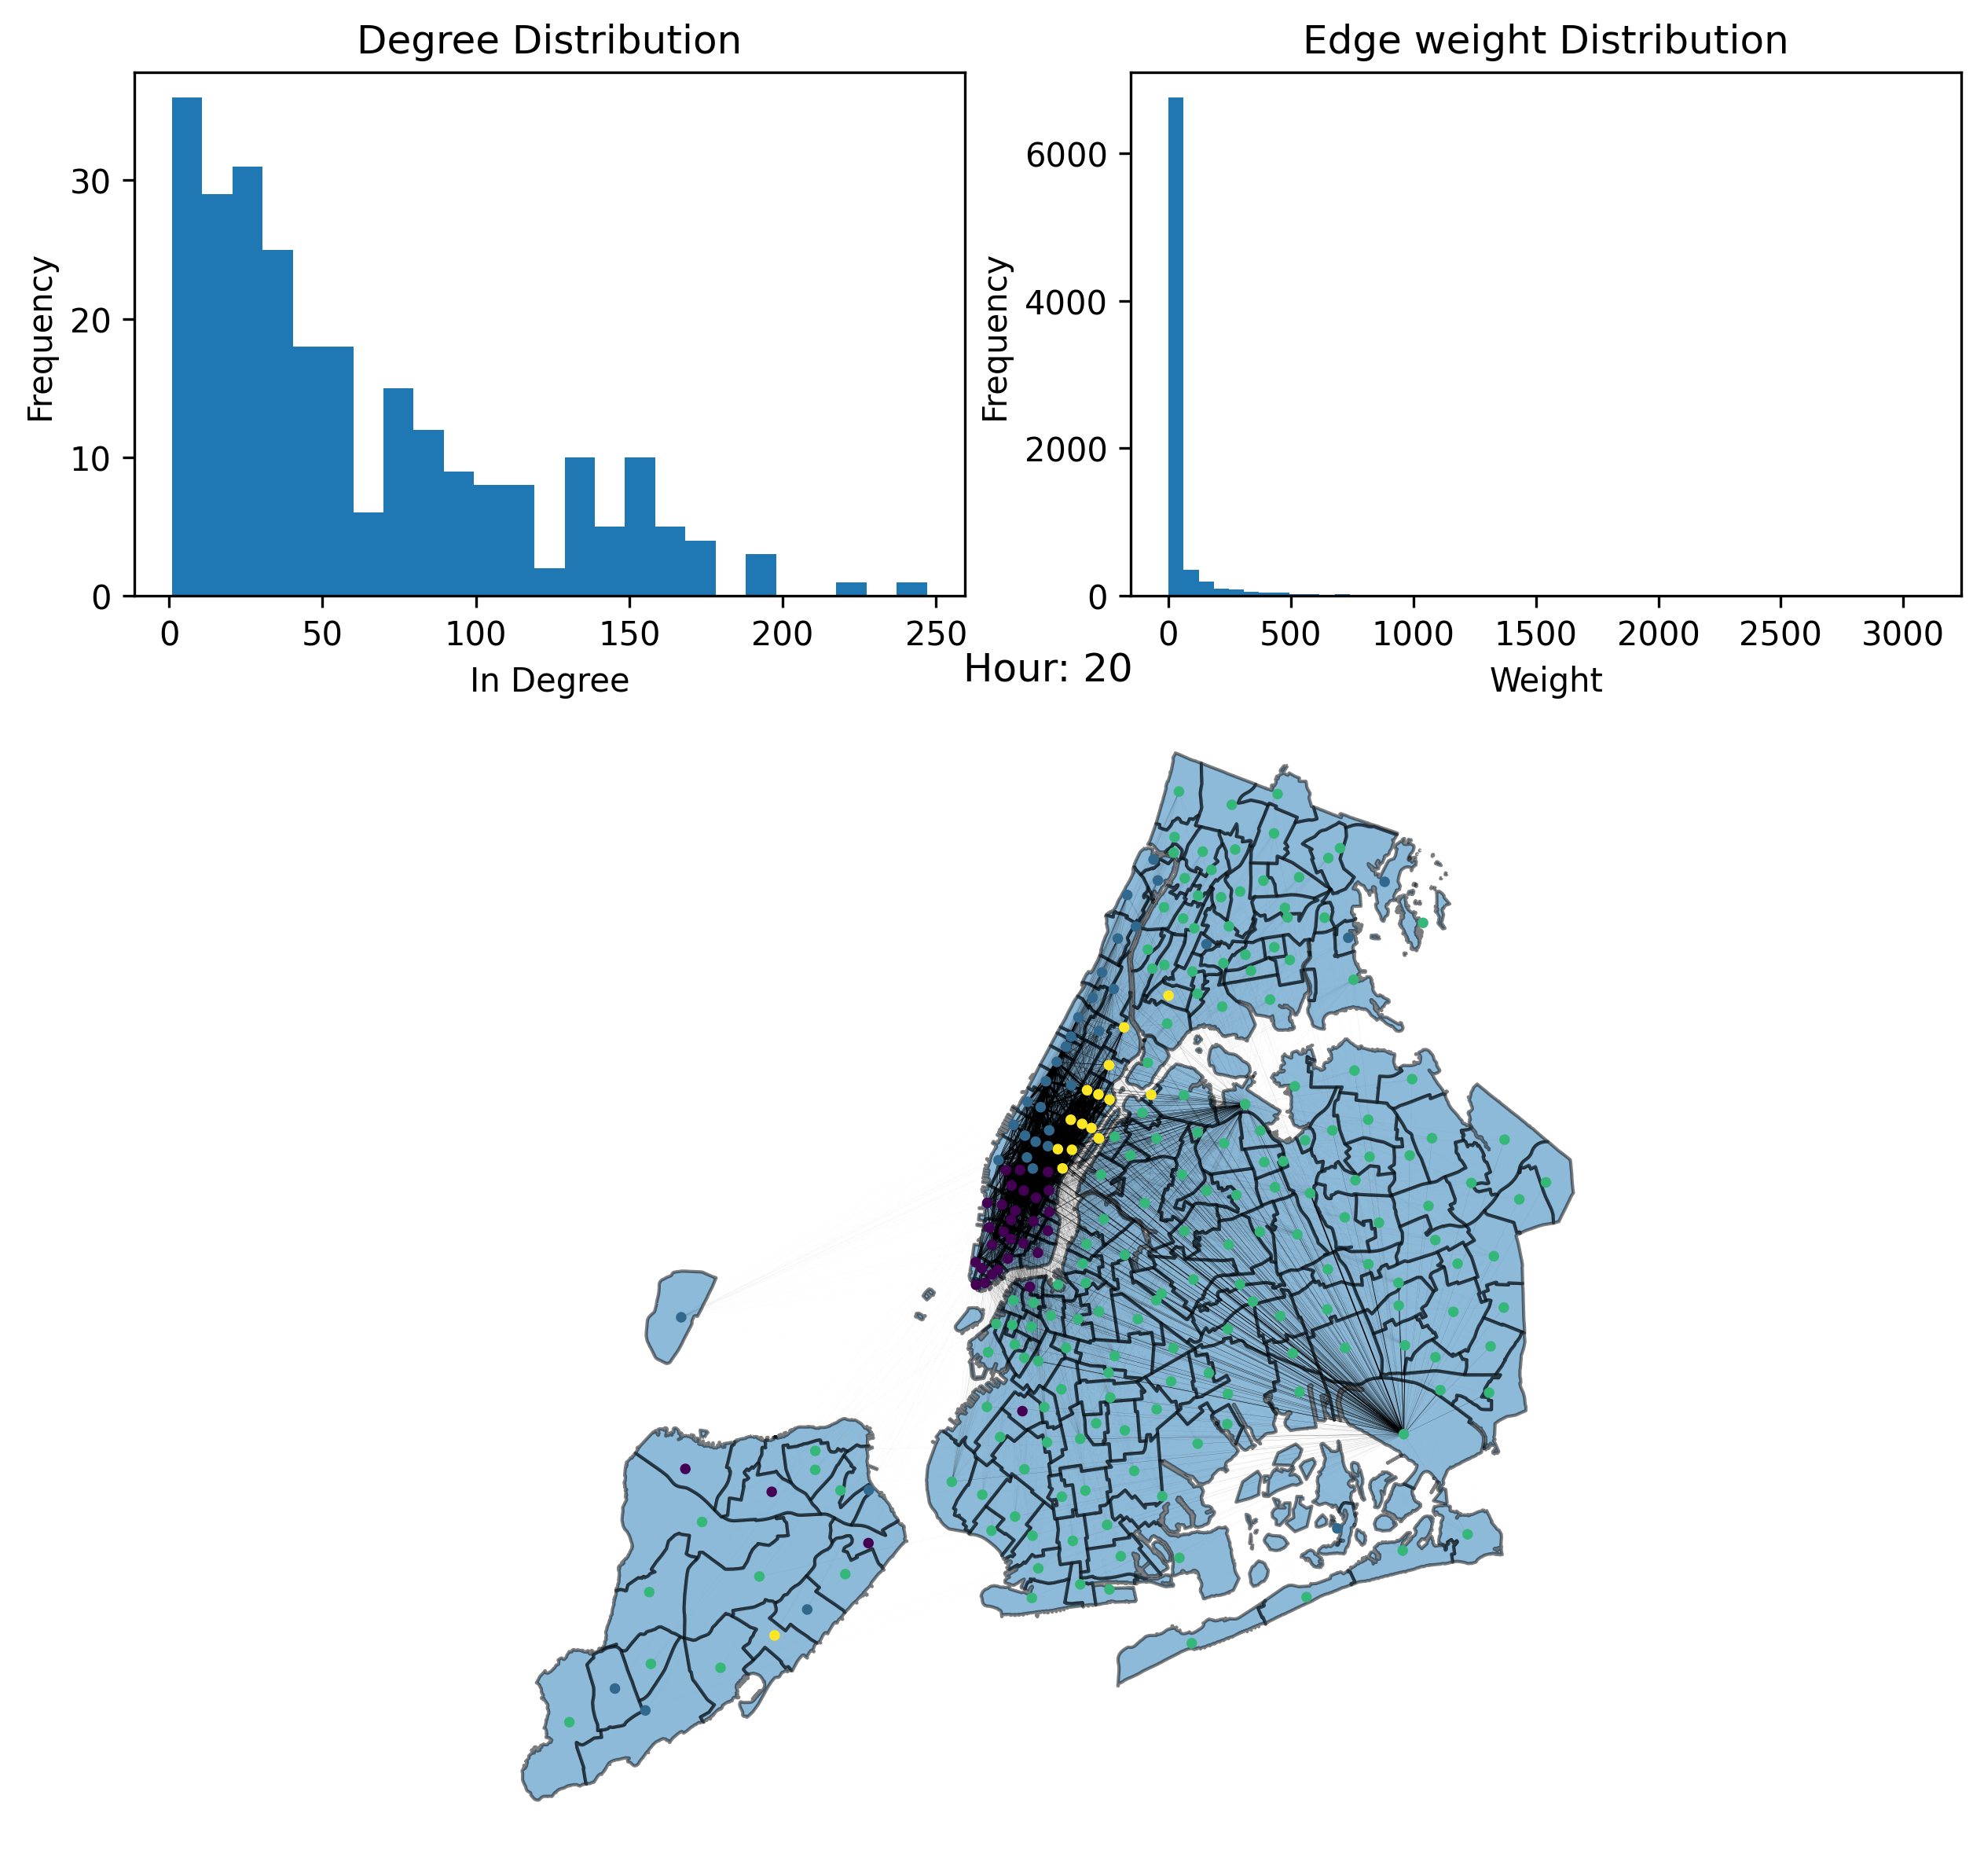 Degree Distribution
Frequency
30
20
10
0
0 50 100 150 200 250
In Degree
Edge weight Distribution
Frequency
6000
4000
2000
0
0 500 1000 1500 2000 2500 3000
Weight
Hour: 20